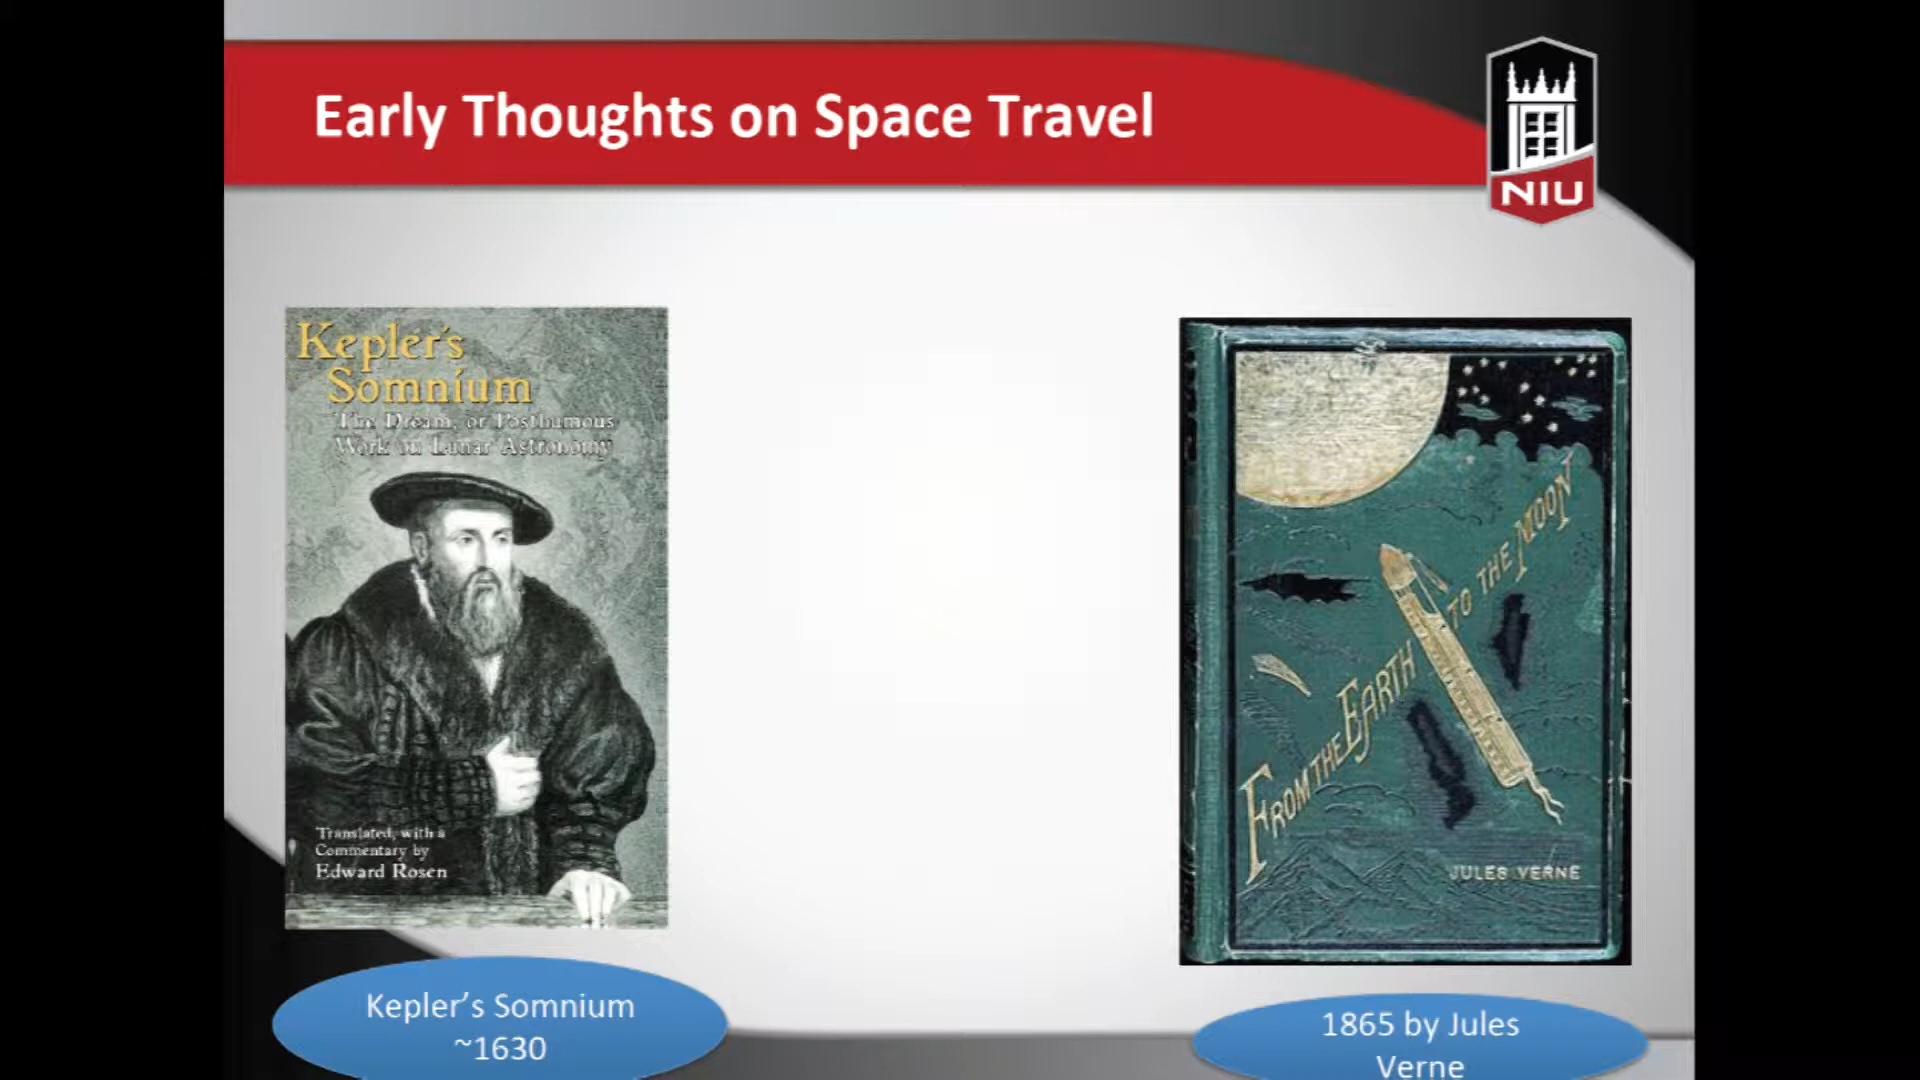 Early Thoughts on Space Travel
NIU
Kepler's
Somnium
The Dream, or Posthumous
Work on Lunar Astronomy
Translated, with a
Commentary by
Edward Rosen
FROM THE EARTH TO THE MOON
JULES VERNE
Kepler's Somnium
~1630
1865 by Jules
Verne